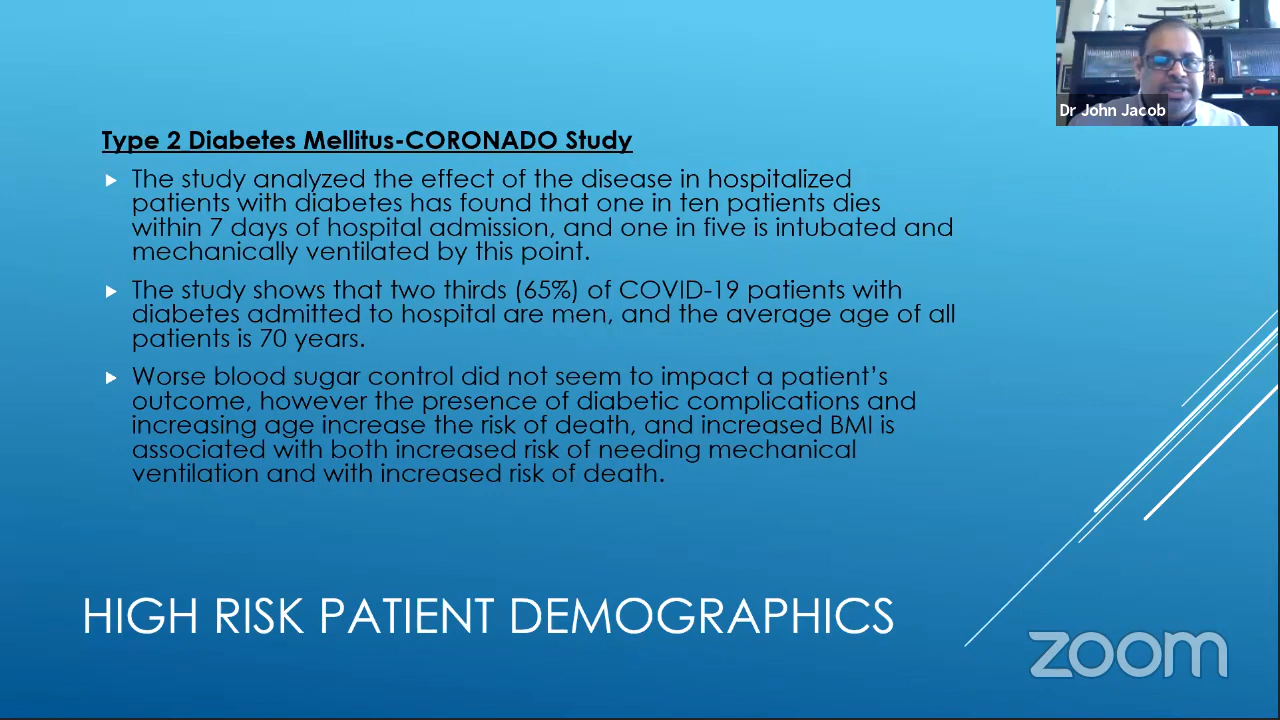 Dr John Jacob
Type 2 Diabetes Mellitus-CORONADO Study
The study analyzed the effect of the disease in hospitalized
patients with diabetes has found that one in ten patients dies
within 7 days of hospital admission, and one in five is intubated and
mechanically ventilated by this point.
The study shows that two thirds (65%) of COVID-19 patients with
diabetes admitted to hospital are men, and the average age of all
patients is 70 years.
Worse blood sugar control did not seem to impact a patient’s
outcome, however the presence of diabetic complications and
increasing age increase the risk of death, and increased BMI is
associated with both increased risk of needing mechanical
ventilation and with increased risk of death.
HIGH RISK PATIENT DEMOGRAPHICS
zoom